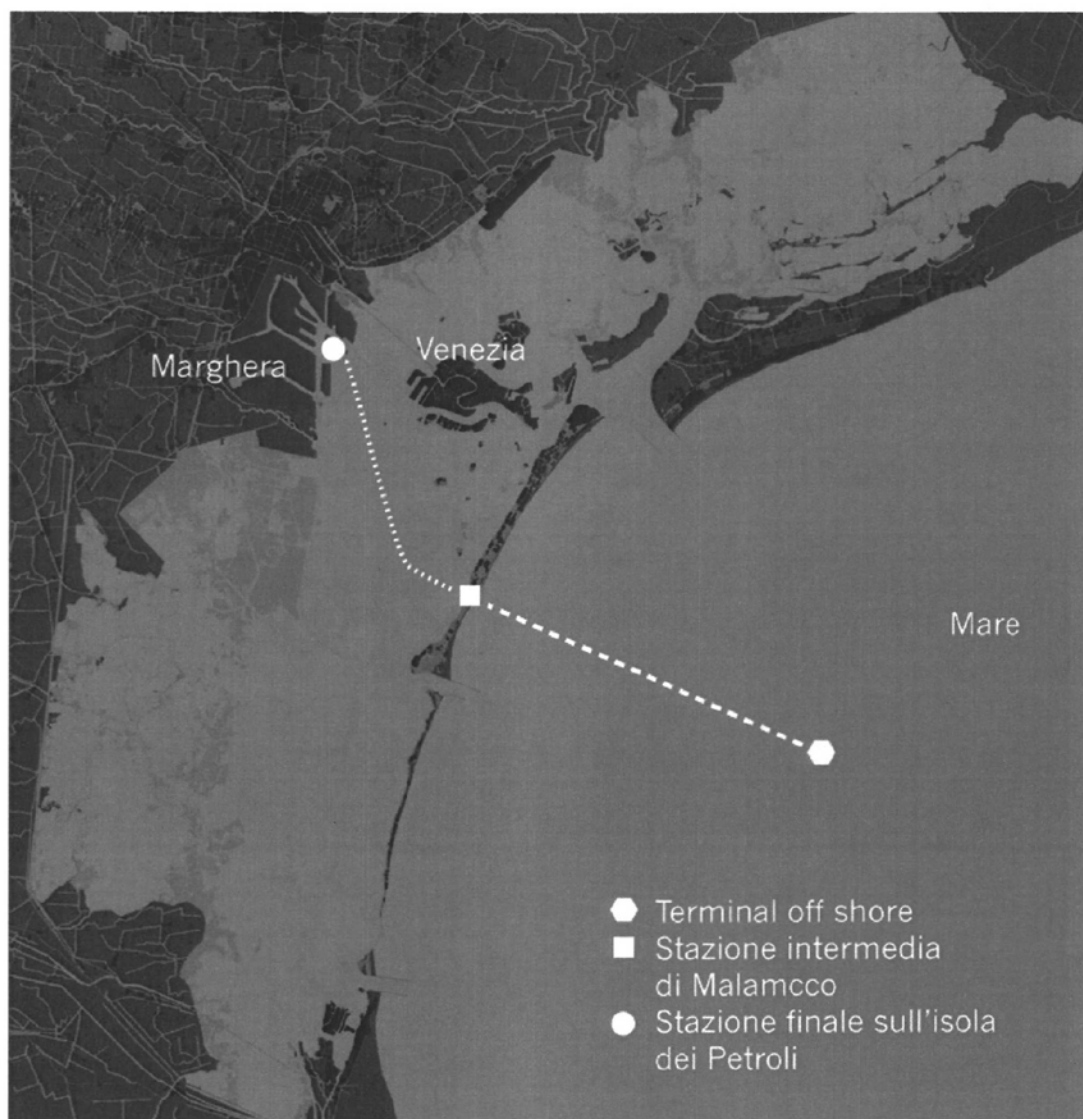 Marghera
Venezia
Mare
Terminal off shore
Stazione intermedia
di Malamcco
Stazione finale sull'isola
dei Petroli